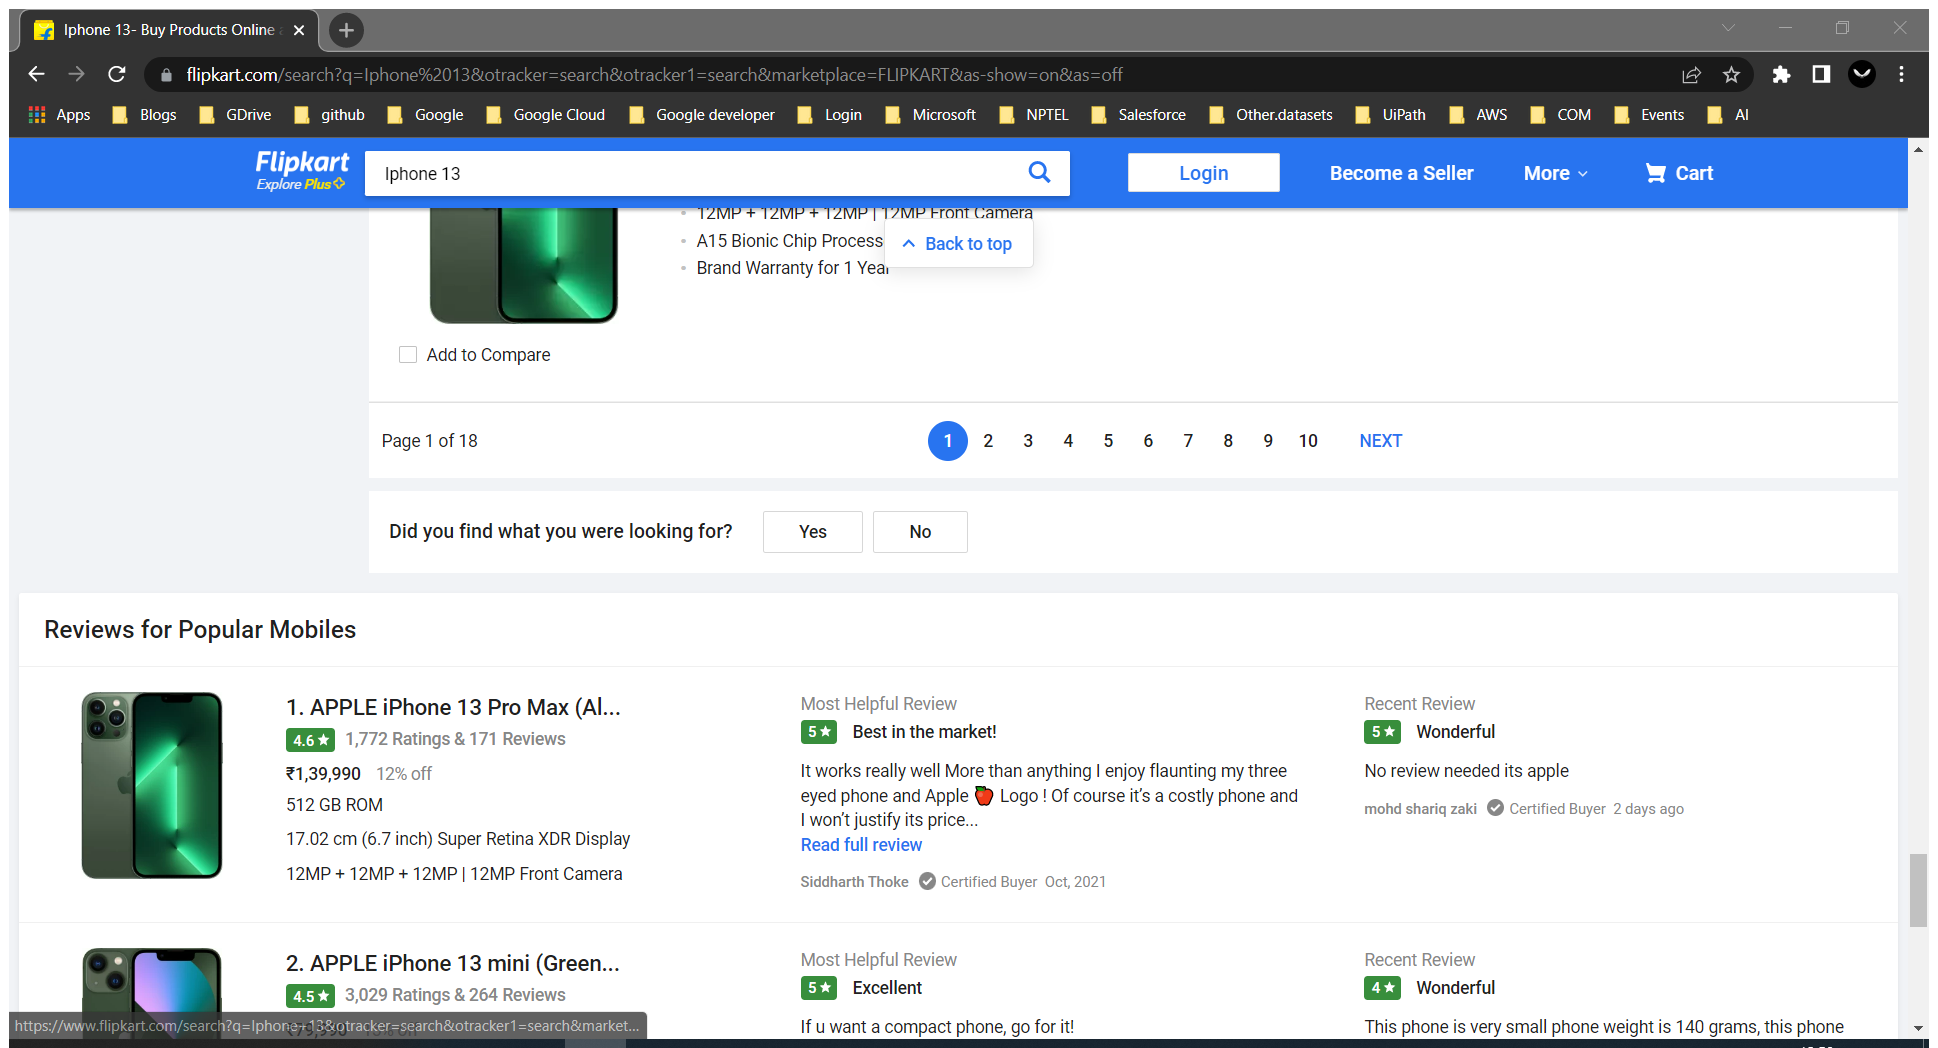 Iphone 13- Buy Products Online
flipkart.com/search?q=Iphone%2013&otracker=search&otracker1=search&marketplace=FLIPKART&as-show=on&as=off
Apps Blogs GDrive github Google Google Cloud Google developer Login Microsoft NPTEL Salesforce Other.datasets UiPath AWS COM Events AI
Flipkart
Explore Plus
Iphone 13
Login
Become a Seller
More
Cart
12MP + 12MP + 12MP | 12MP Front Camera
A15 Bionic Chip Process
Brand Warranty for 1 Year
Back to top
Add to Compare
Page 1 of 18
1 2 3 4 5 6 7 8 9 10 NEXT
Did you find what you were looking for? Yes No
Reviews for Popular Mobiles
1. APPLE iPhone 13 Pro Max (Al...
4.6★ 1,772 Ratings & 171 Reviews
₹1,39,990 12% off
512 GB ROM
17.02 cm (6.7 inch) Super Retina XDR Display
12MP + 12MP + 12MP | 12MP Front Camera
Most Helpful Review
5★ Best in the market!
It works really well More than anything I enjoy flaunting my three
eyed phone and Apple 🍎 Logo ! Of course it’s a costly phone and
I won’t justify its price...
Read full review
Siddharth Thoke Certified Buyer Oct, 2021
Recent Review
5★ Wonderful
No review needed its apple
mohd shariq zaki Certified Buyer 2 days ago
2. APPLE iPhone 13 mini (Green...
4.5★ 3,029 Ratings & 264 Reviews
Most Helpful Review
5★ Excellent
If u want a compact phone, go for it!
Recent Review
4★ Wonderful
This phone is very small phone weight is 140 grams, this phone
https://www.flipkart.com/search?q=Iphone+13&otracker=search&otracker1=search&market...